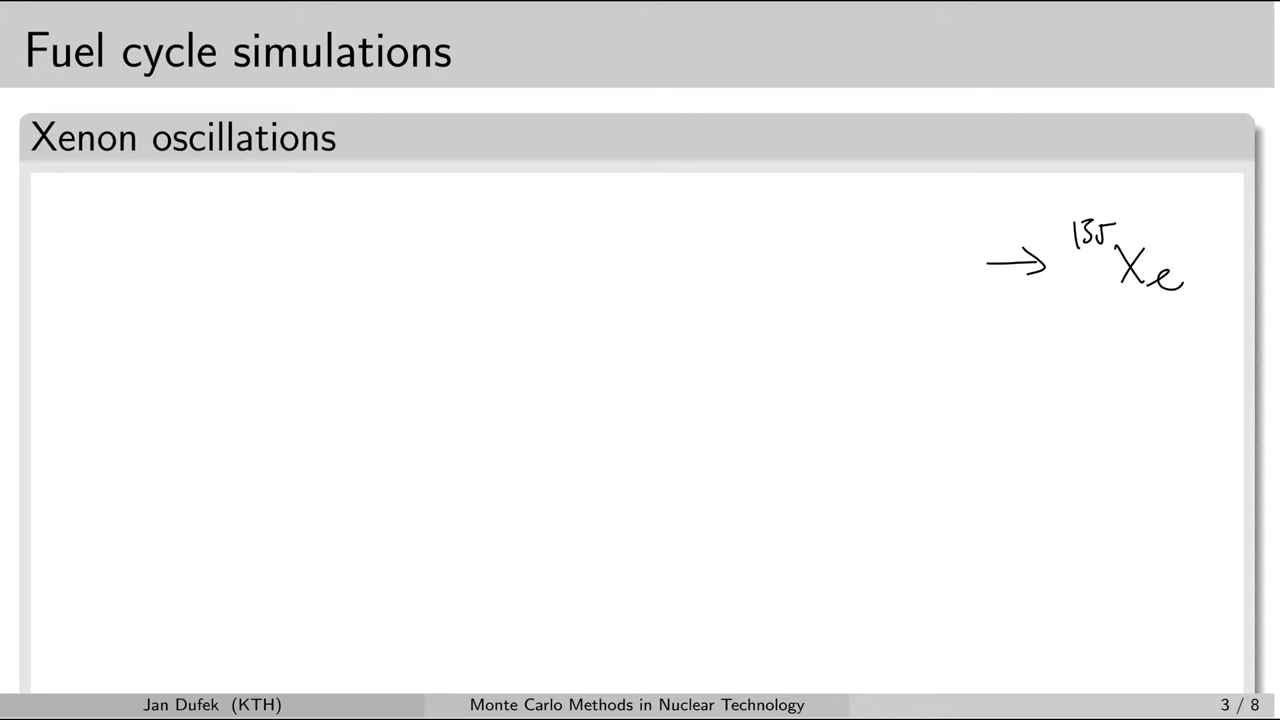 Fuel cycle simulations
Xenon oscillations
→ ¹³⁵Xe
Jan Dufek (KTH) Monte Carlo Methods in Nuclear Technology 3 / 8